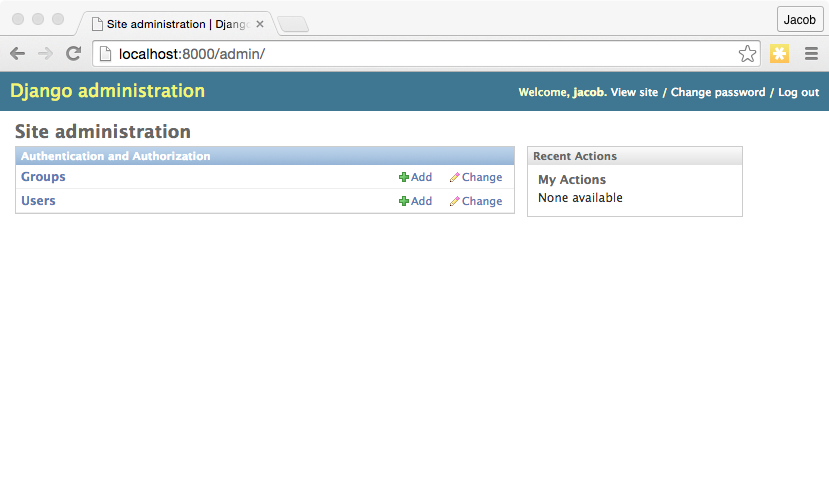 Jacob
Site administration | Djang
localhost:8000/admin/
Django administration
Welcome, jacob. View site / Change password / Log out
Site administration
Authentication and Authorization
Groups Add Change
Users Add Change
Recent Actions
My Actions
None available